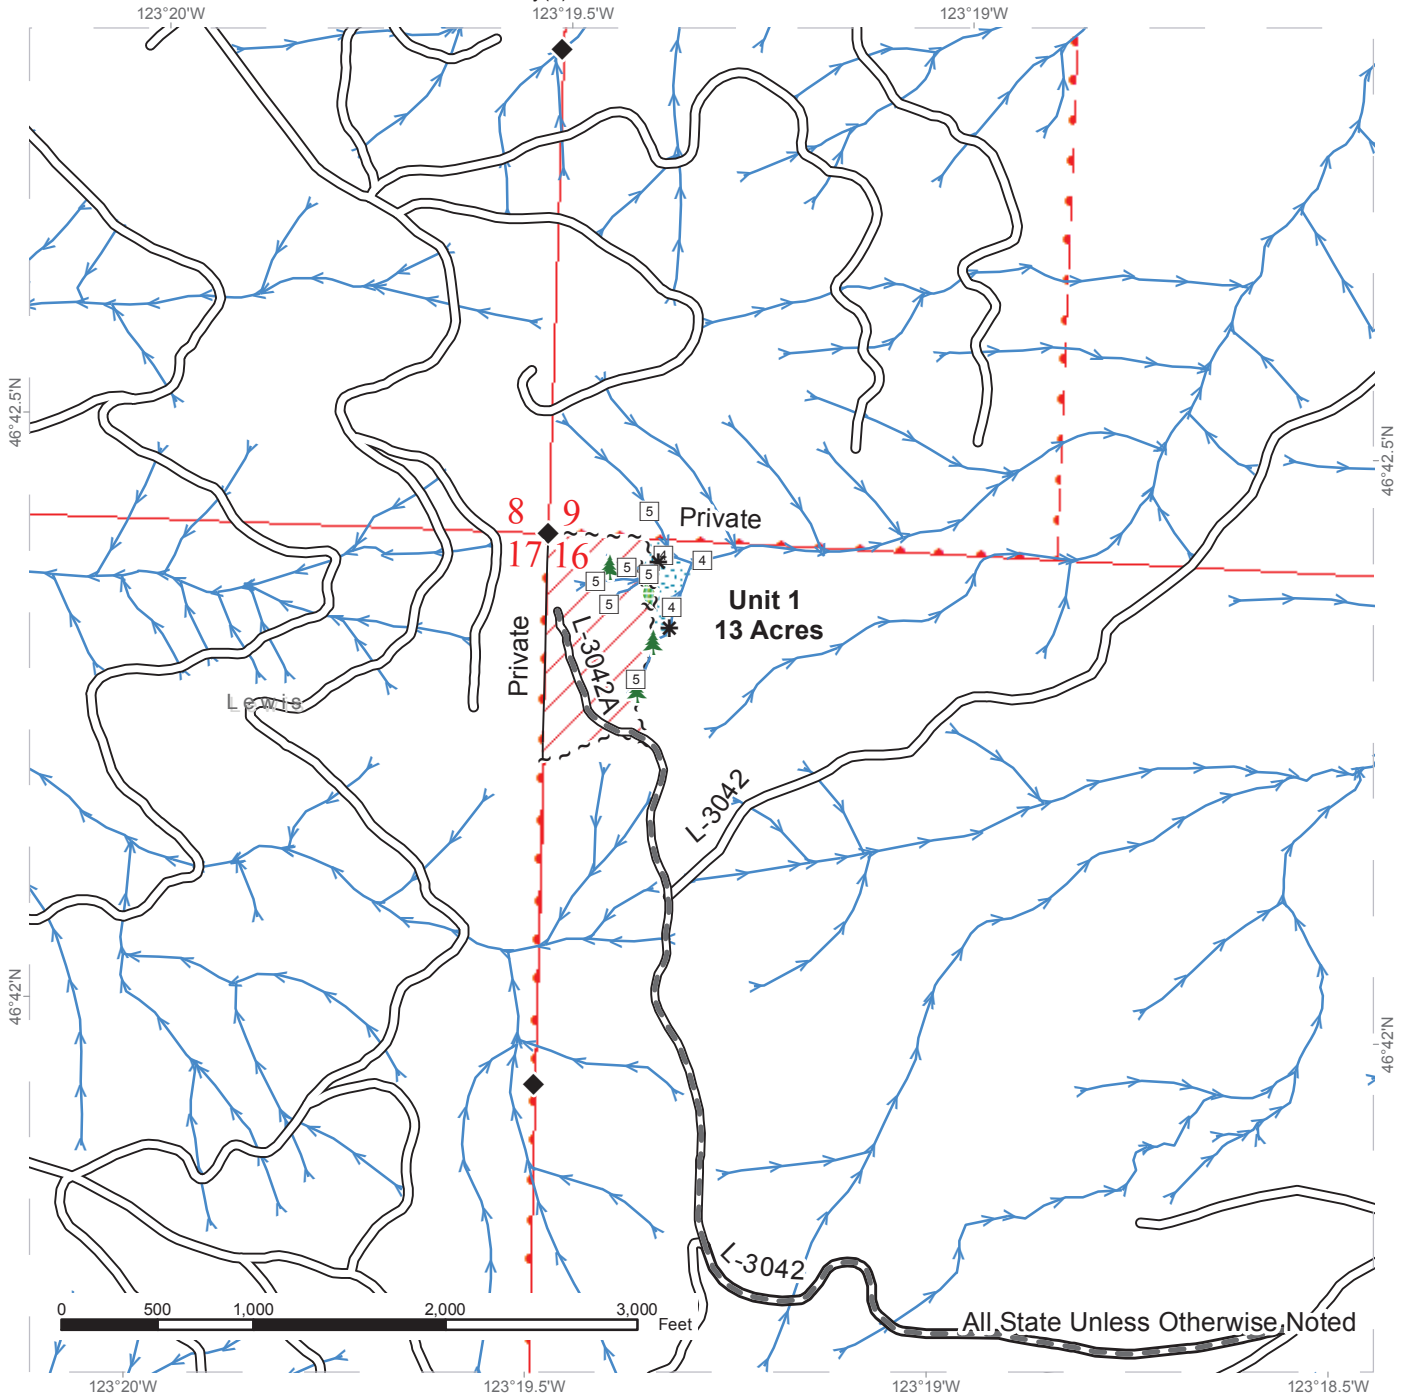 123°20'W
123°19.5'W
123°19'W
46°42.5'N
46°42.5'N
8 9
17 16
5
Private
4
4
5
5
5
5
4
Unit 1
13 Acres
Private
L-3042A
5
Lewis
L-3042
46°42'N
46°42'N
L-3042
0 500 1,000 2,000 3,000
Feet
All State Unless Otherwise Noted
123°20'W
123°19.5'W
123°19'W
123°18.5'W